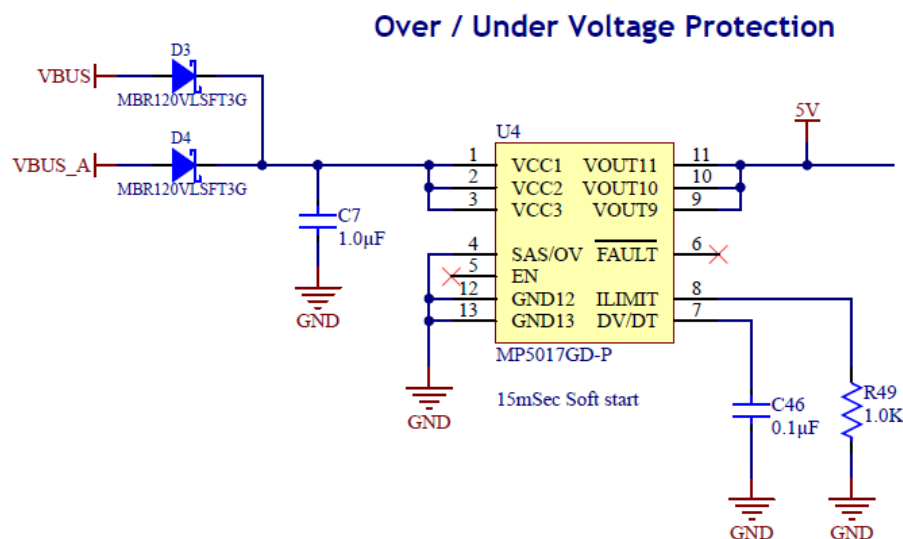 Over / Under Voltage Protection
D3
VBUS
MBR120VLSFT3G
D4
VBUS_A
MBR120VLSFT3G
C7
1.0µF
GND
U4
1 VCC1 VOUT11 11
2 VCC2 VOUT10 10
3 VCC3 VOUT9 9
4 SAS/OV FAULT 6
5 EN
12 GND12 ILIMIT 8
13 GND13 DV/DT 7
MP5017GD-P
5V
15mSec Soft start
GND
C46
0.1µF
GND
R49
1.0K
GND